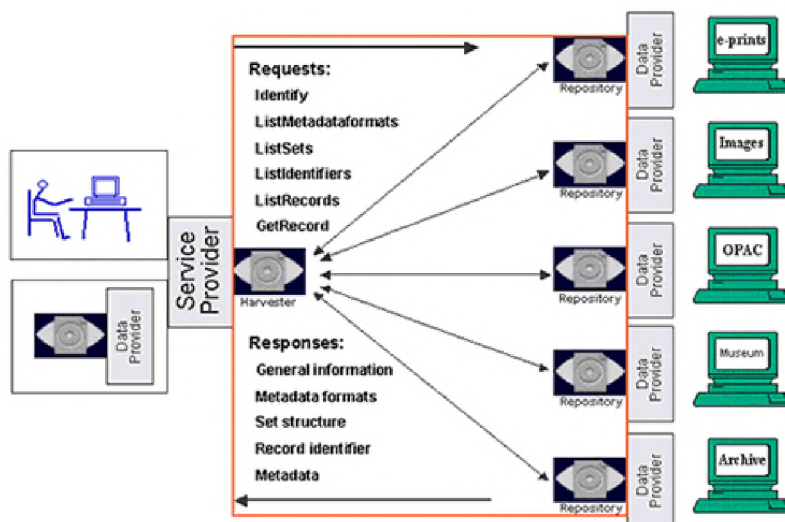 Requests:
Identify
ListMetadataformats
ListSets
ListIdentifiers
ListRecords
GetRecord
Service
Provider
Harvester
Data
Provider
Responses:
General information
Metadata formats
Set structure
Record identifier
Metadata
Repository
Data
Provider
e-prints
Repository
Data
Provider
Images
Repository
Data
Provider
OPAC
Repository
Data
Provider
Museum
Repository
Data
Provider
Archive